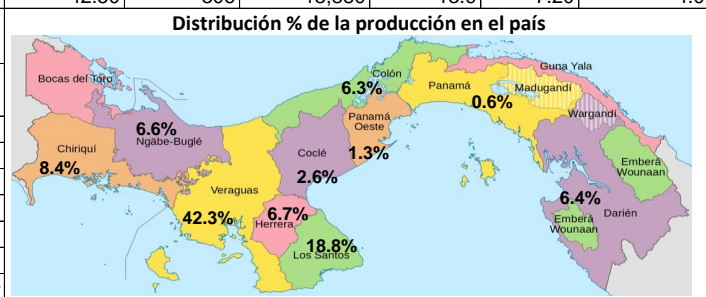 Distribución % de la producción en el país
Bocas del Toro
Colón
Guna Yala
6.3%
Panamá
Madugandí
0.6%
Wargandí
Panamá
Oeste
6.6%
Ngäbe-Buglé
Chiriquí
8.4%
Coclé
1.3%
2.6%
Emberá
Wounaan
Veraguas
42.3%
6.7%
Herrera
6.4%
Darién
Emberá
Wounaan
18.8%
Los Santos